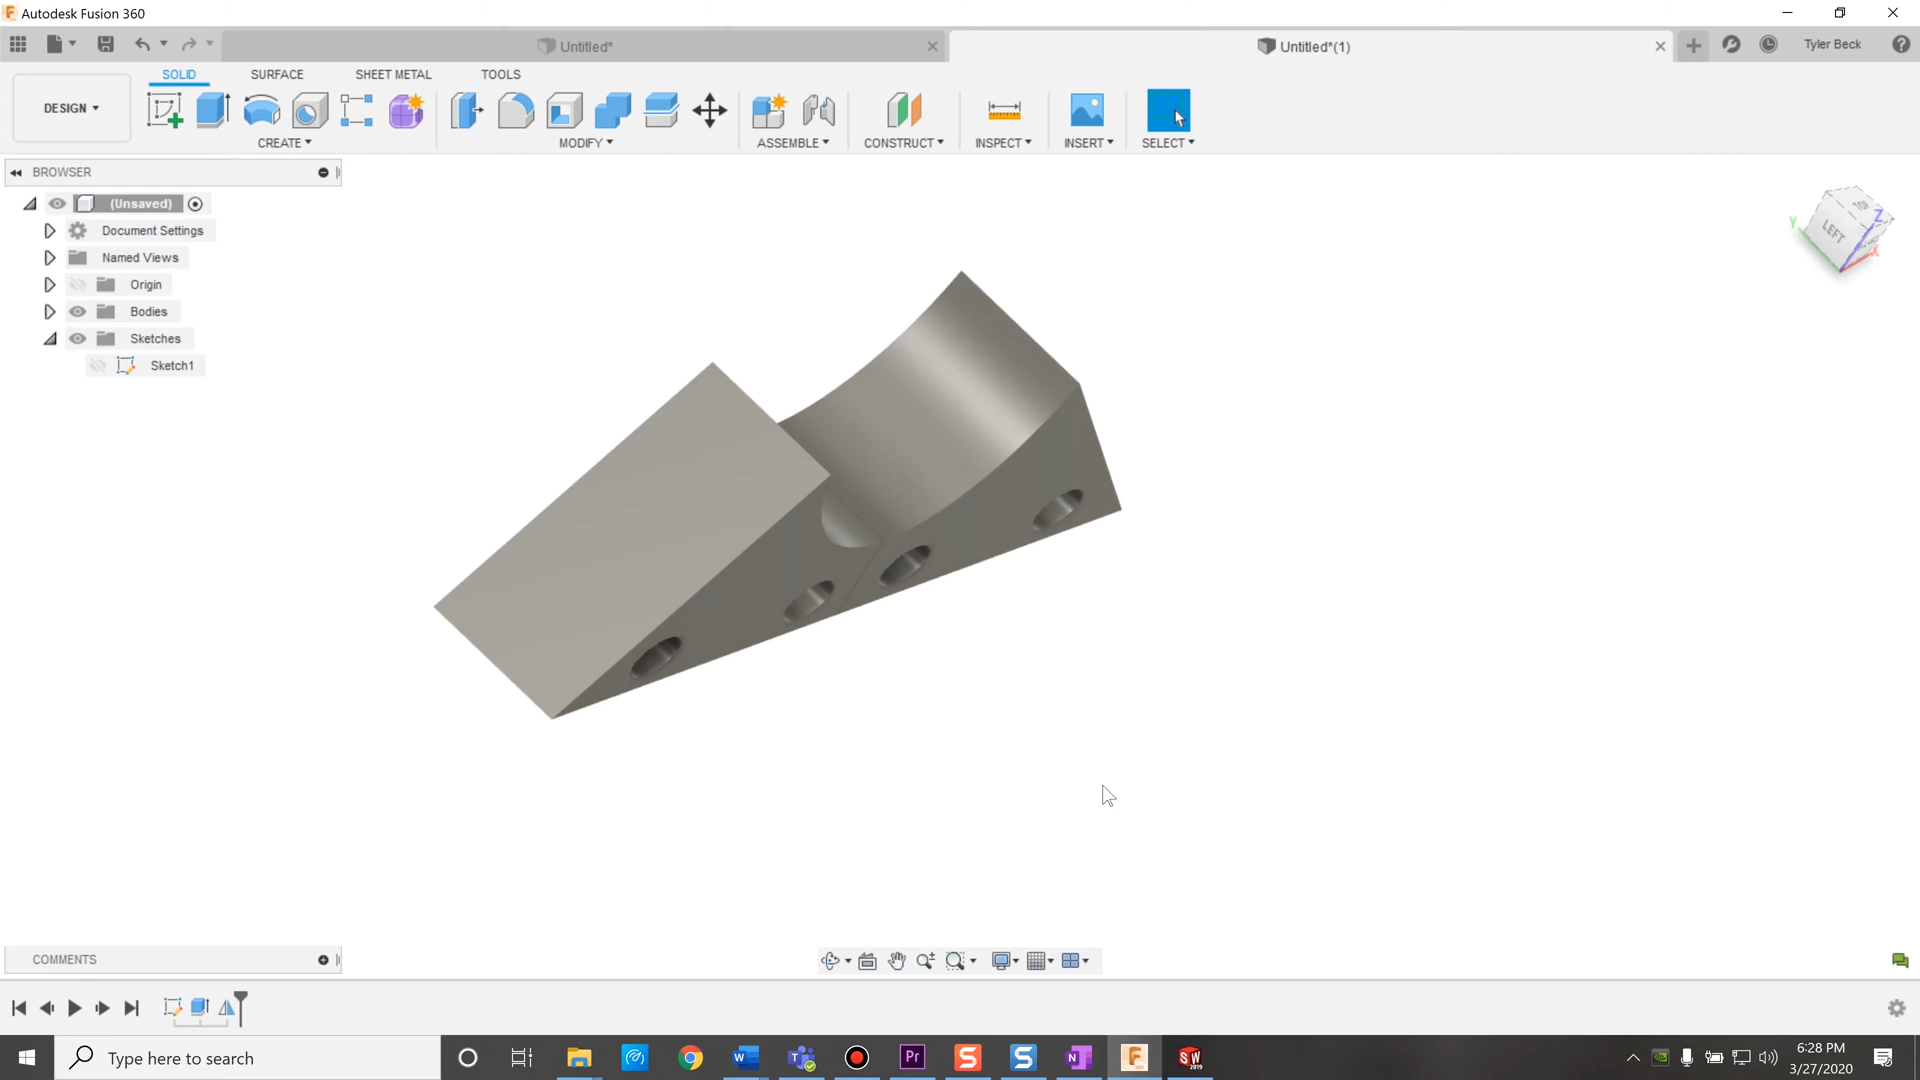 Autodesk Fusion 360
Untitled*
Untitled*(1)
Tyler Beck
DESIGN
SOLID
SURFACE
SHEET METAL
TOOLS
CREATE
MODIFY
ASSEMBLE
CONSTRUCT
INSPECT
INSERT
SELECT
BROWSER
(Unsaved)
Document Settings
Named Views
Origin
Bodies
Sketches
Sketch1
TOP
LEFT
Z
Y
X
COMMENTS
Type here to search
6:28 PM
3/27/2020